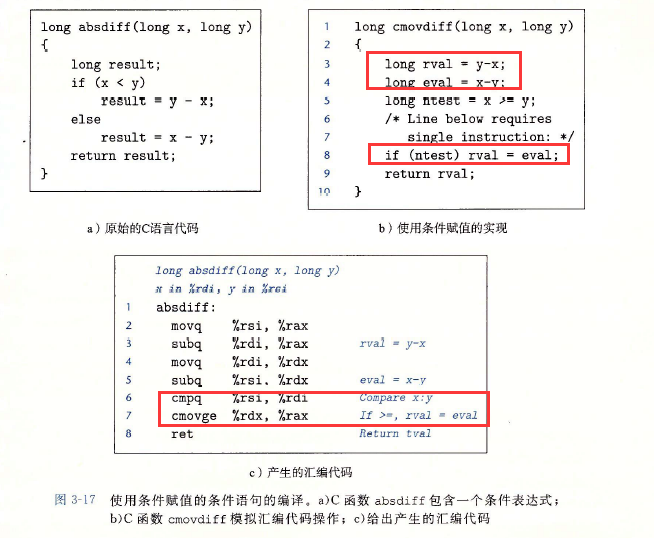 long absdiff(long x, long y)
{
    long result;
    if (x < y)
        result = y - x;
    else
        result = x - y;
    return result;
}
a）原始的C语言代码
1 long cmovdiff(long x, long y)
2 {
3     long rval = y-x;
4     long eval = x-y;
5     long ntest = x >= y;
6     /* Line below requires
7        single instruction: */
8     if (ntest) rval = eval;
9     return rval;
10 }
b）使用条件赋值的实现
long absdiff(long x, long y)
x in %rdi, y in %rsi
1 absdiff:
2   movq    %rsi, %rax
3   subq    %rdi, %rax    rval = y-x
4   movq    %rdi, %rdx
5   subq    %rsi, %rdx    eval = x-y
6   cmpq    %rsi, %rdi    Compare x:y
7   cmovge  %rdx, %rax    If >=, rval = eval
8   ret    Return tval
c）产生的汇编代码
图 3-17 使用条件赋值的条件语句的编译。a)C 函数 absdiff 包含一个条件表达式；
b)C 函数 cmovdiff 模拟汇编代码操作；c)给出产生的汇编代码